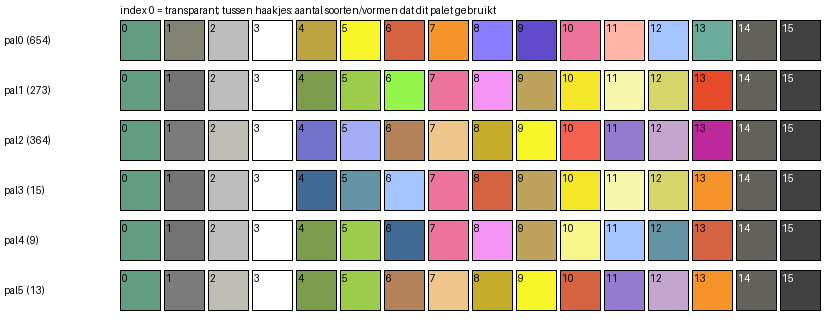 index 0 = transparant; tussen haakjes: aantal soorten/vormen dat dit palet gebruikt
pal0 (654) 0 1 2 3 4 5 6 7 8 9 10 11 12 13 14 15
pal1 (273) 0 1 2 3 4 5 6 7 8 9 10 11 12 13 14 15
pal2 (364) 0 1 2 3 4 5 6 7 8 9 10 11 12 13 14 15
pal3 (15) 0 1 2 3 4 5 6 7 8 9 10 11 12 13 14 15
pal4 (9) 0 1 2 3 4 5 6 7 8 9 10 11 12 13 14 15
pal5 (13) 0 1 2 3 4 5 6 7 8 9 10 11 12 13 14 15